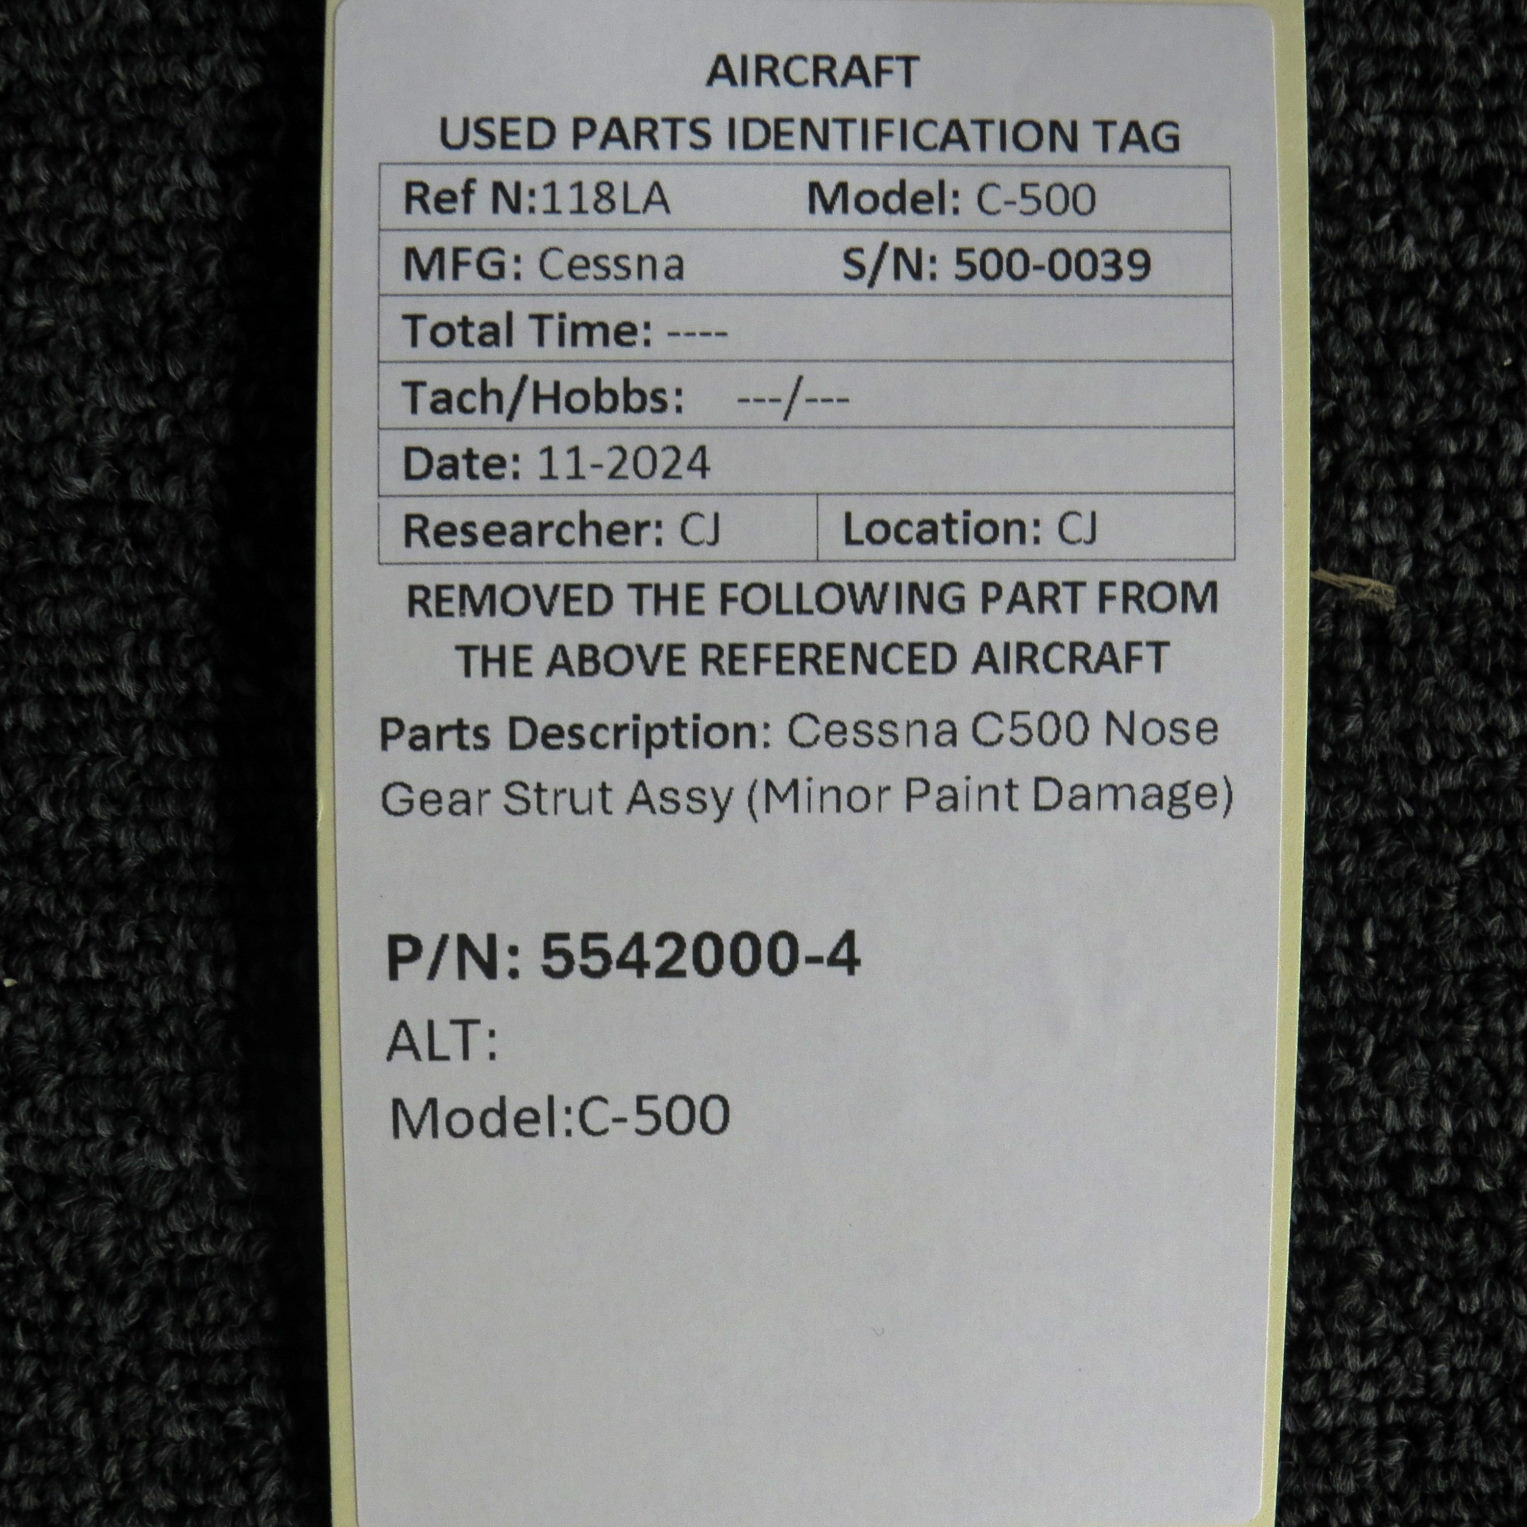 AIRCRAFT
USED PARTS IDENTIFICATION TAG
Ref N:118LA Model: C-500
MFG: Cessna S/N: 500-0039
Total Time: ----
Tach/Hobbs: ---/---
Date: 11-2024
Researcher: CJ Location: CJ
REMOVED THE FOLLOWING PART FROM
THE ABOVE REFERENCED AIRCRAFT
Parts Description: Cessna C500 Nose
Gear Strut Assy (Minor Paint Damage)
P/N: 5542000-4
ALT:
Model:C-500